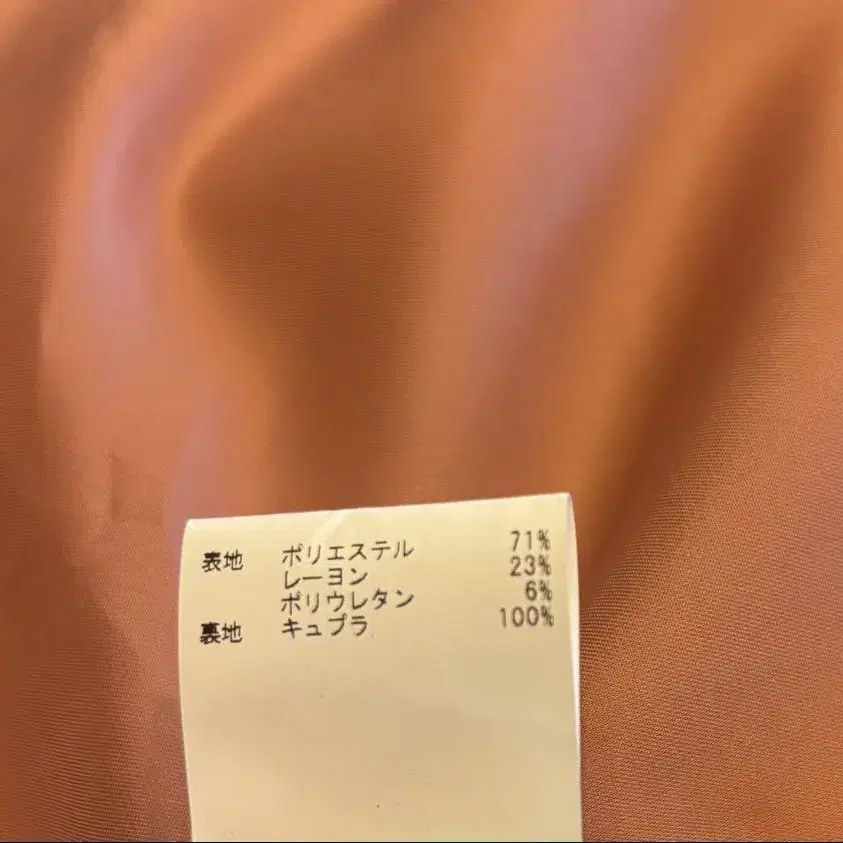 表地 ポリエステル 71%
レーヨン 23%
ポリウレタン 6%
裏地 キュプラ 100%